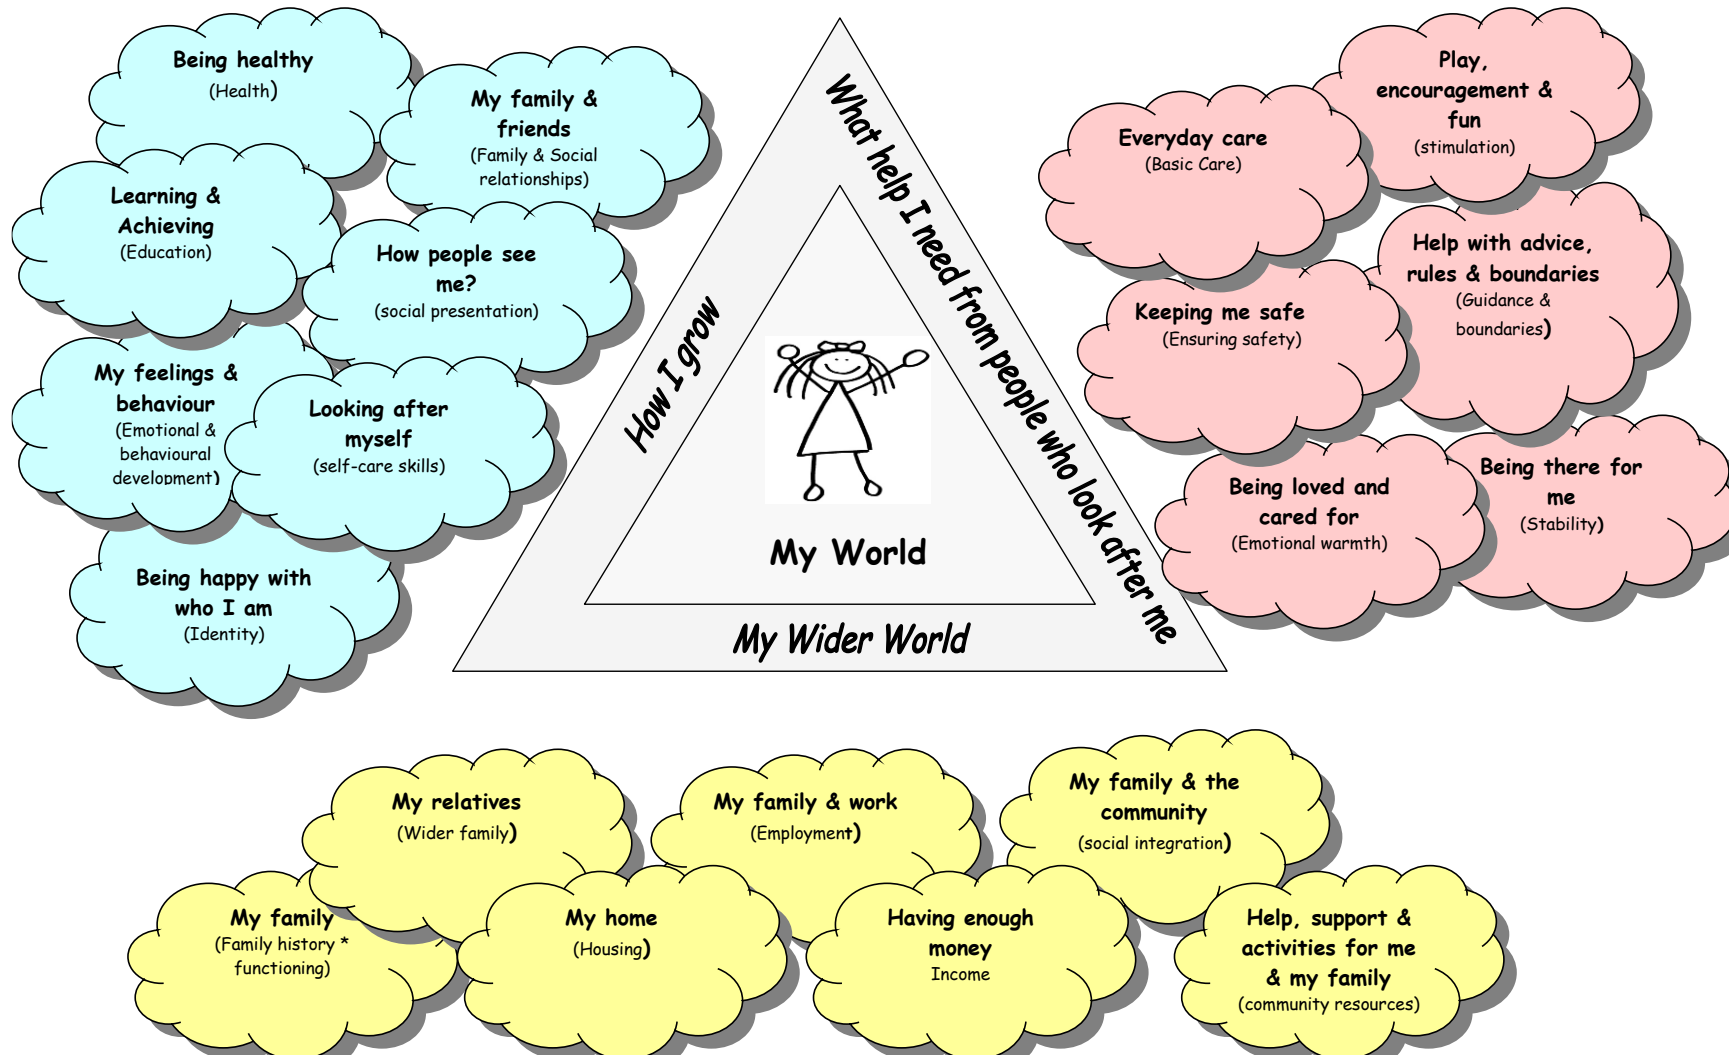 Being healthy
(Health)
My family &
friends
(Family & Social
relationships)
Learning &
Achieving
(Education)
How people see
me?
(social presentation)
My feelings &
behaviour
(Emotional &
behavioural
development)
Looking after
myself
(self-care skills)
Being happy with
who I am
(Identity)
How I grow
What help I need from people who look after me
My World
My Wider World
Play,
encouragement &
fun
(stimulation)
Everyday care
(Basic Care)
Help with advice,
rules & boundaries
(Guidance &
boundaries)
Keeping me safe
(Ensuring safety)
Being there for
me
(Stability)
Being loved and
cared for
(Emotional warmth)
My relatives
(Wider family)
My family & work
(Employment)
My family & the
community
(social integration)
My family
(Family history *
functioning)
My home
(Housing)
Having enough
money
Income
Help, support &
activities for me
& my family
(community resources)